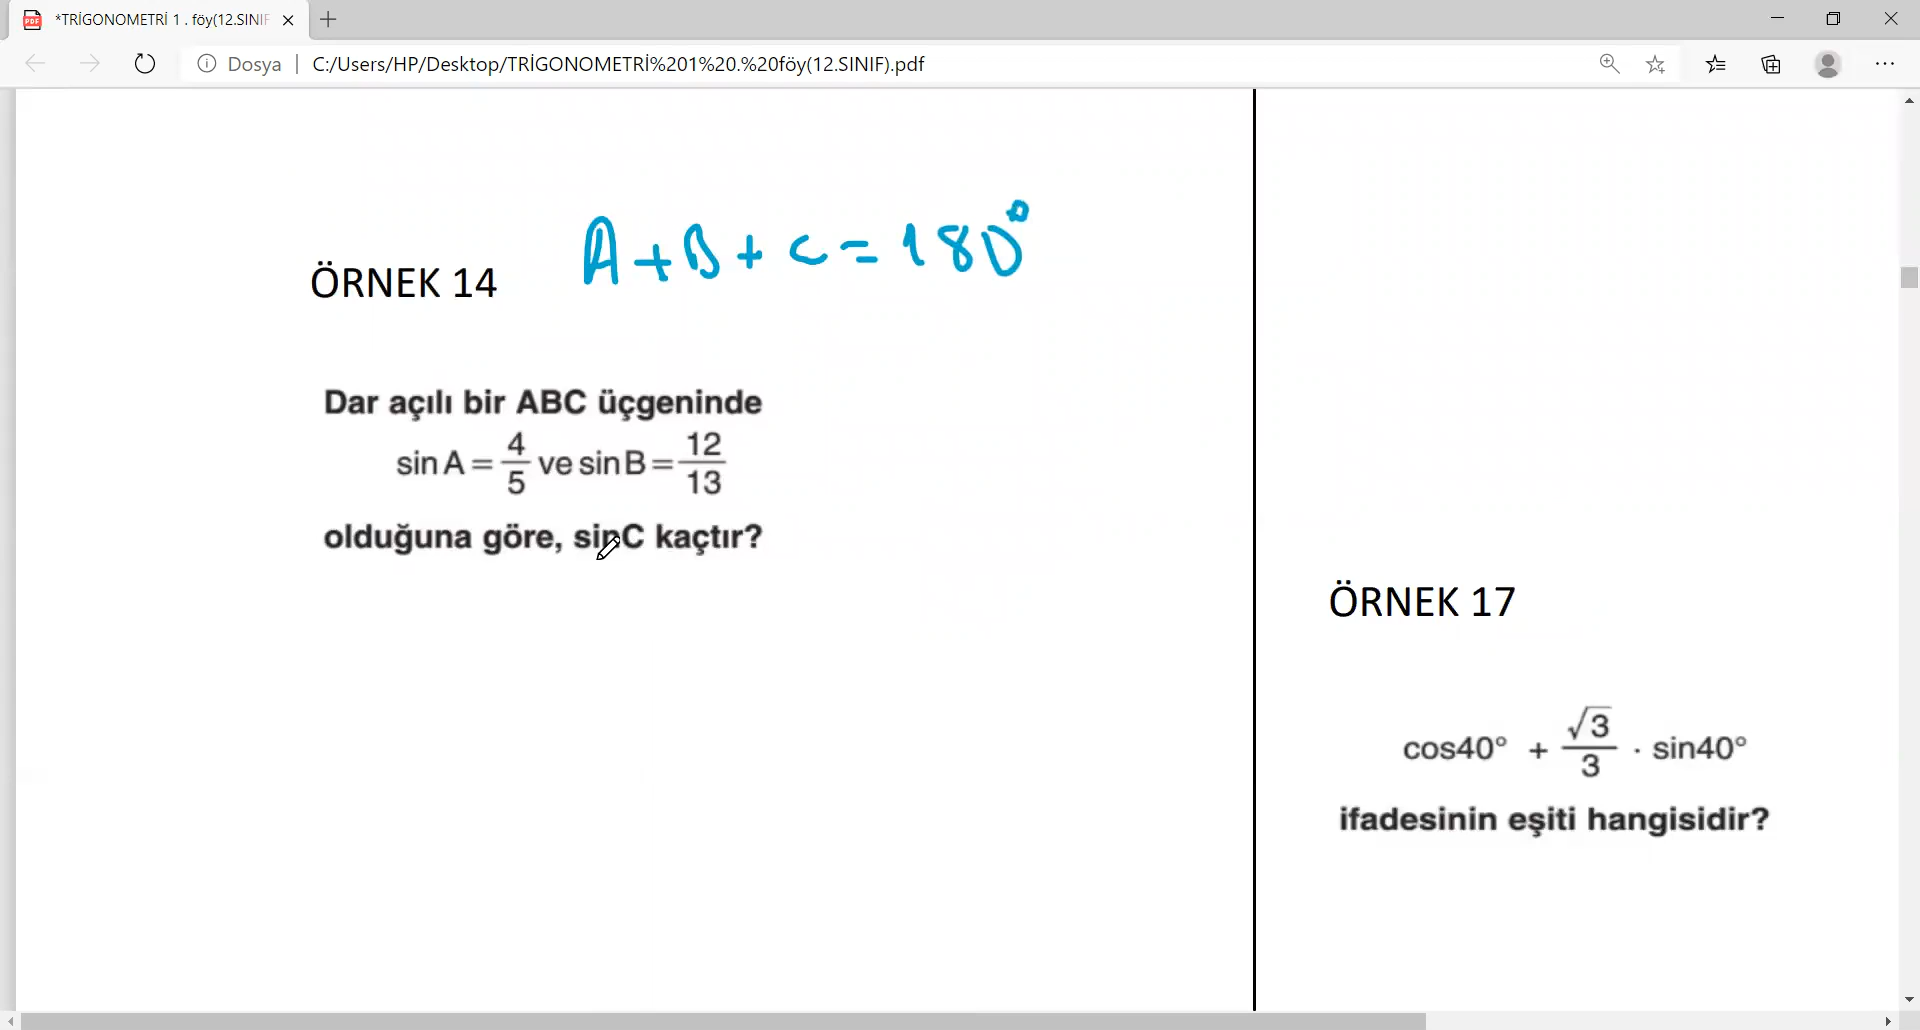 *TRİGONOMETRİ 1 . föy(12.SINIF
Dosya | C:/Users/HP/Desktop/TRİGONOMETRİ%201%20.%20föy(12.SINIF).pdf
A + B + C = 180°
ÖRNEK 14
Dar açılı bir ABC üçgeninde
sin A = 4/5 ve sin B = 12/13
olduğuna göre, sinC kaçtır?
ÖRNEK 17
cos40° + √3/3 · sin40°
ifadesinin eşiti hangisidir?